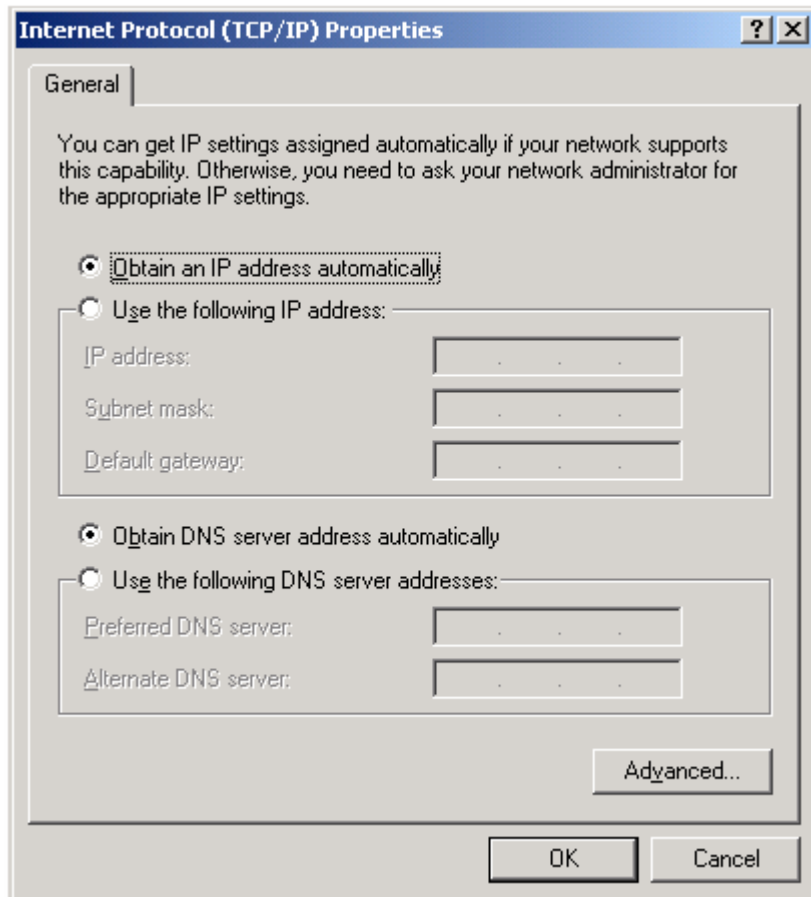 Internet Protocol (TCP/IP) Properties
General
You can get IP settings assigned automatically if your network supports
this capability. Otherwise, you need to ask your network administrator for
the appropriate IP settings.
Obtain an IP address automatically
Use the following IP address:
IP address:
Subnet mask:
Default gateway:
Obtain DNS server address automatically
Use the following DNS server addresses:
Preferred DNS server:
Alternate DNS server:
Advanced...
OK Cancel